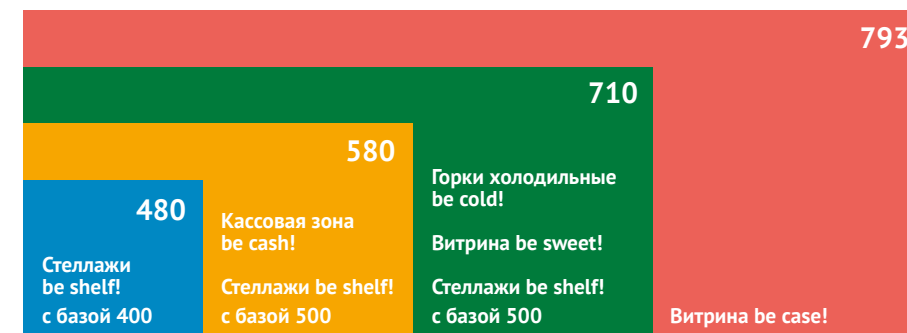 793
710
580
480
Стеллажи
be shelf!
с базой 400
Кассовая зона
be cash!
Стеллажи be shelf!
с базой 500
Горки холодильные
be cold!
Витрина be sweet!
Стеллажи be shelf!
с базой 500
Витрина be case!